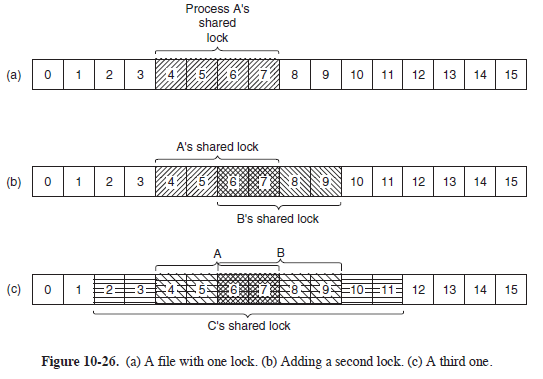 Process A's
shared
lock
(a) 0 1 2 3 4 5 6 7 8 9 10 11 12 13 14 15
A's shared lock
(b) 0 1 2 3 4 5 6 7 8 9 10 11 12 13 14 15
B's shared lock
A B
(c) 0 1 2 3 4 5 6 7 8 9 10 11 12 13 14 15
C's shared lock
Figure 10-26. (a) A file with one lock. (b) Adding a second lock. (c) A third one.